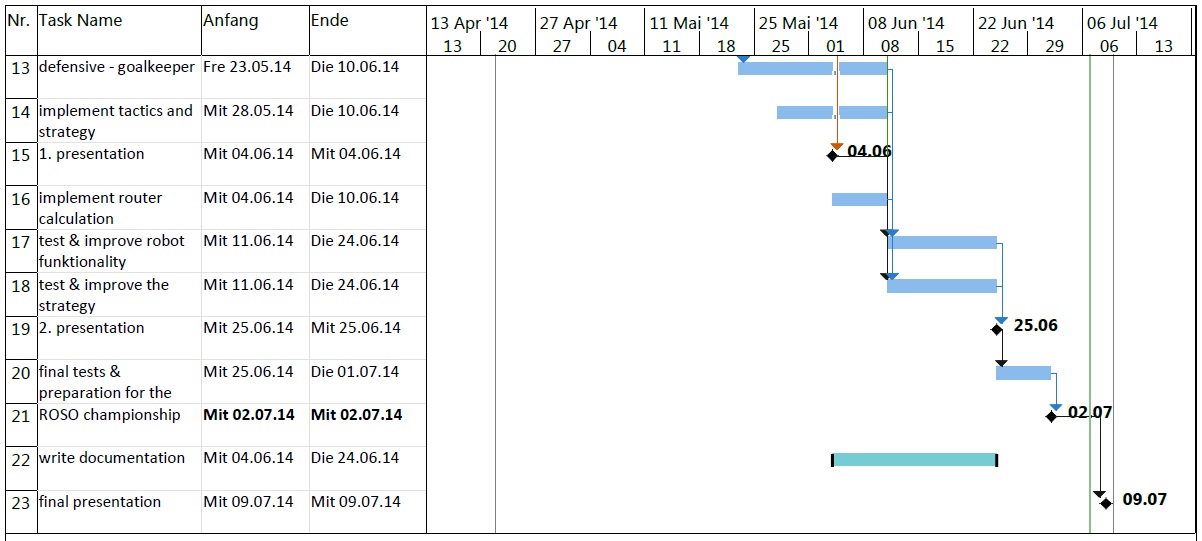 Nr. Task Name Anfang Ende 13 Apr '14 27 Apr '14 11 Mai '14 25 Mai '14 08 Jun '14 22 Jun '14 06 Jul '14
13 20 27 04 11 18 25 01 08 15 22 29 06 13
13 defensive - goalkeeper Fre 23.05.14 Die 10.06.14
14 implement tactics and Mit 28.05.14 Die 10.06.14
strategy
15 1. presentation Mit 04.06.14 Mit 04.06.14 04.06
16 implement router Mit 04.06.14 Die 10.06.14
calculation
17 test & improve robot Mit 11.06.14 Die 24.06.14
funktionality
18 test & improve the Mit 11.06.14 Die 24.06.14
strategy
19 2. presentation Mit 25.06.14 Mit 25.06.14 25.06
20 final tests & Mit 25.06.14 Die 01.07.14
preparation for the
21 ROSO championship Mit 02.07.14 Mit 02.07.14 02.07
22 write documentation Mit 04.06.14 Die 24.06.14
23 final presentation Mit 09.07.14 Mit 09.07.14 09.07